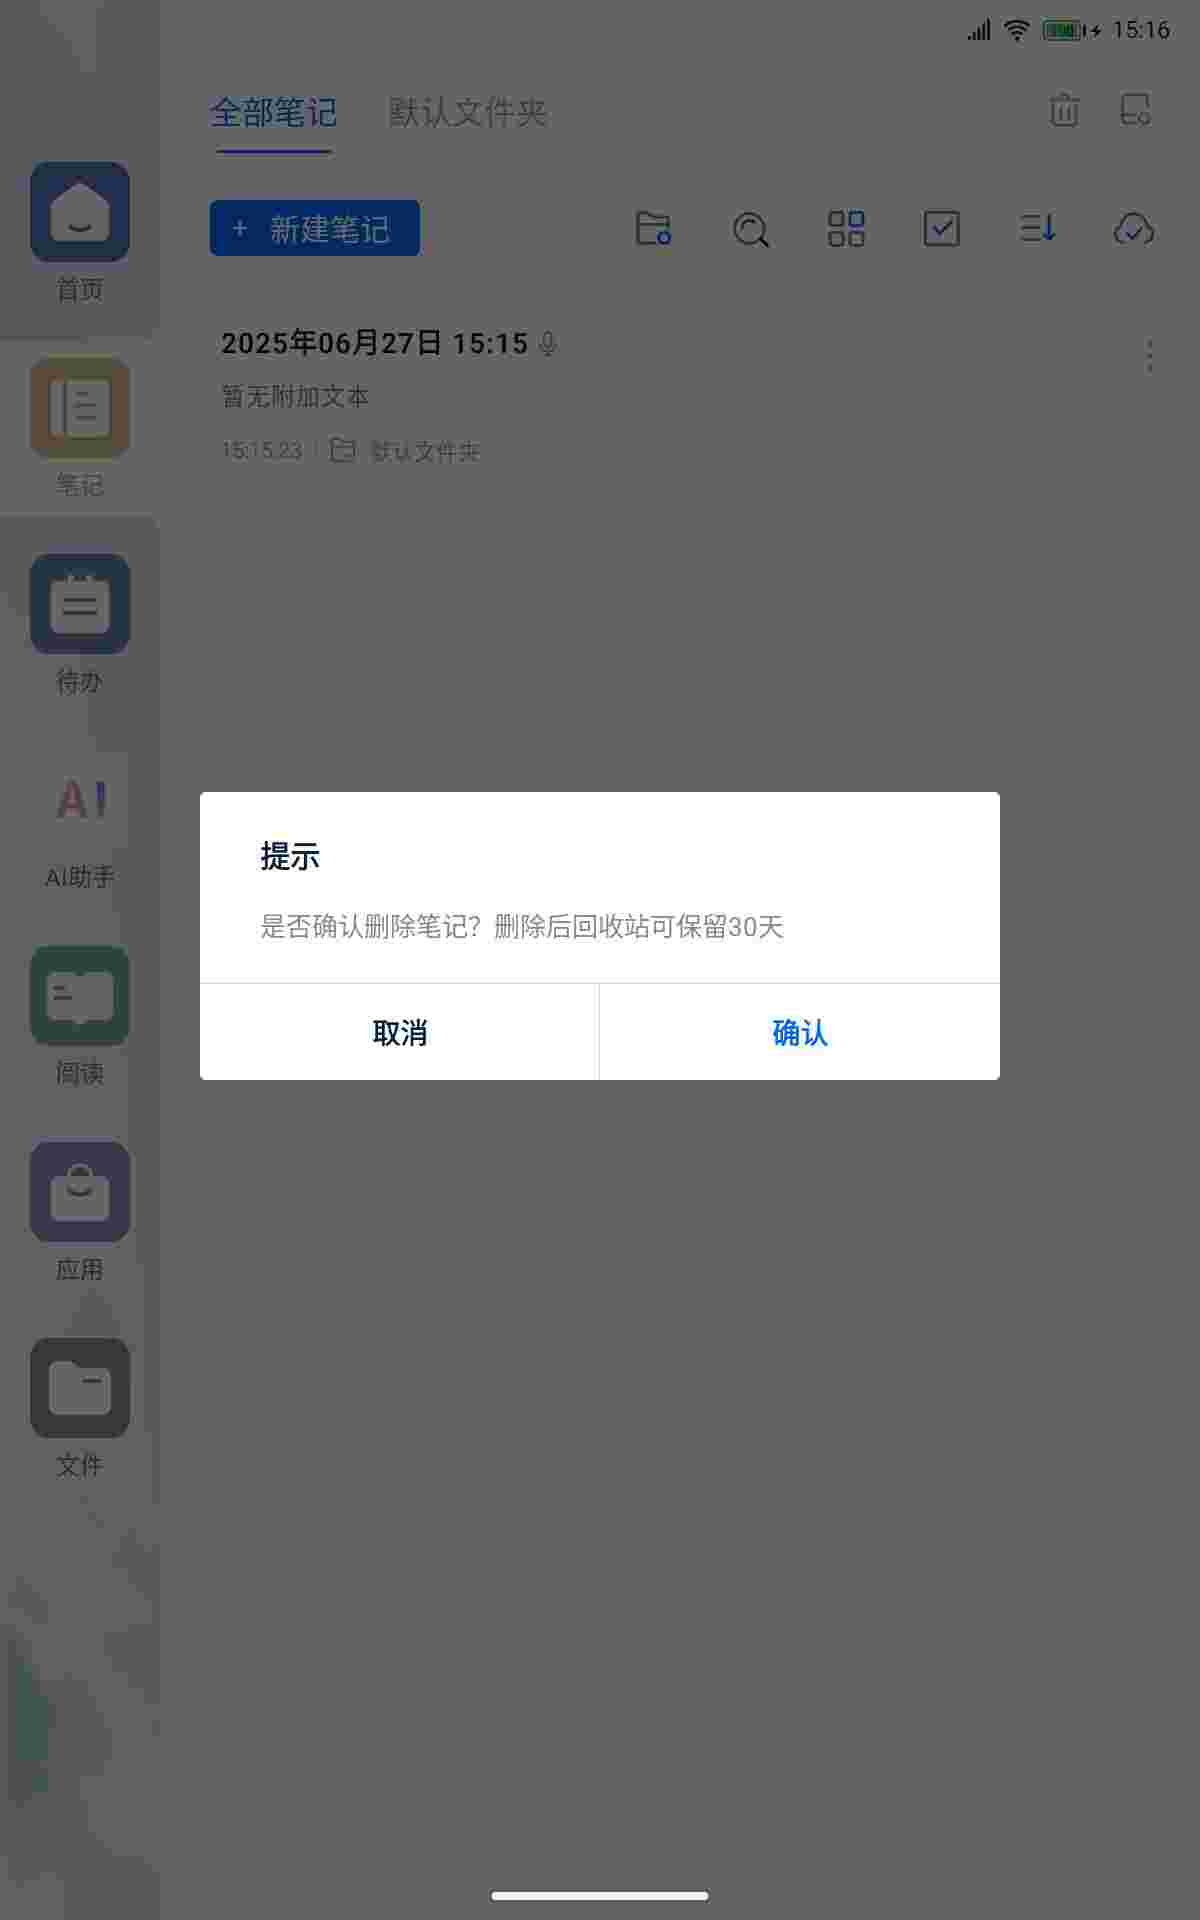 15:16
全部笔记 默认文件夹
+ 新建笔记
首页
2025年06月27日 15:15
暂无附加文本
15:15:23 | 默认文件夹
笔记
待办
AI
AI助手
提示
是否确认删除笔记？删除后回收站可保留30天
取消 确认
阅读
应用
文件